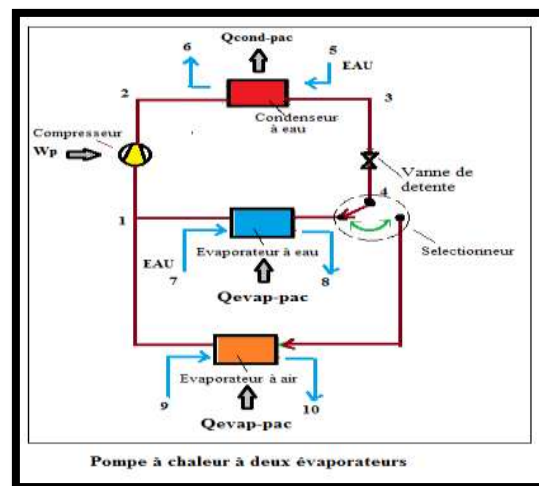 Qcond-pac
6
5
EAU
2
3
Condenseur
à eau
Compresseur
Wp
Vanne de
detente
4
1
Selectionneur
EAU
7
Evaporateur à eau
8
Qevap-pac
Evaporateur à air
9
10
Qevap-pac
Pompe à chaleur à deux évaporateurs